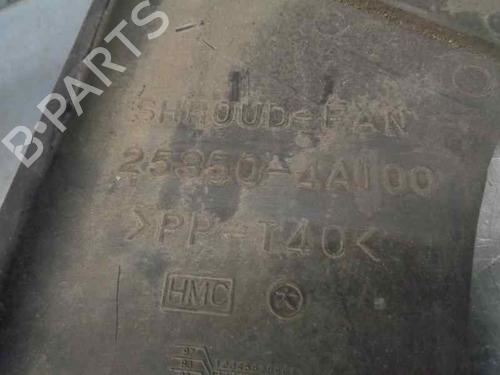 B-PARTS
SHROUD-FAN
25350-4A100
>PP-T40<
HMC